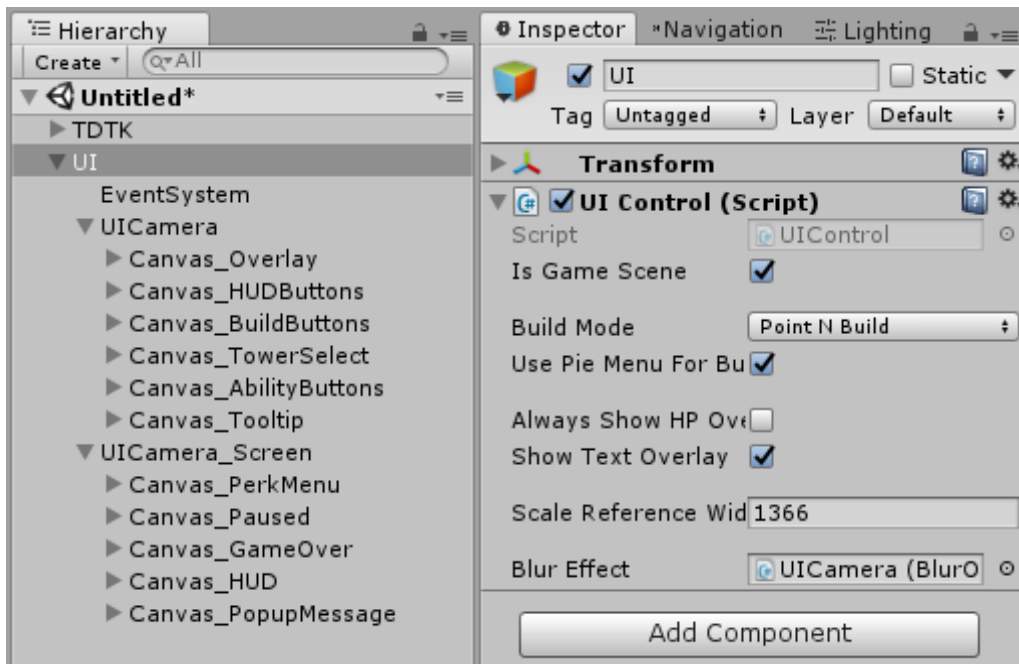 Hierarchy
Create
All
Untitled*
TDTK
UI
EventSystem
UICamera
Canvas_Overlay
Canvas_HUDButtons
Canvas_BuildButtons
Canvas_TowerSelect
Canvas_AbilityButtons
Canvas_Tooltip
UICamera_Screen
Canvas_PerkMenu
Canvas_Paused
Canvas_GameOver
Canvas_HUD
Canvas_PopupMessage
Inspector Navigation Lighting
UI Static
Tag Untagged Layer Default
Transform
UI Control (Script)
Script UIControl
Is Game Scene
Build Mode Point N Build
Use Pie Menu For Bu
Always Show HP Ove
Show Text Overlay
Scale Reference Wid 1366
Blur Effect UICamera (BlurO
Add Component